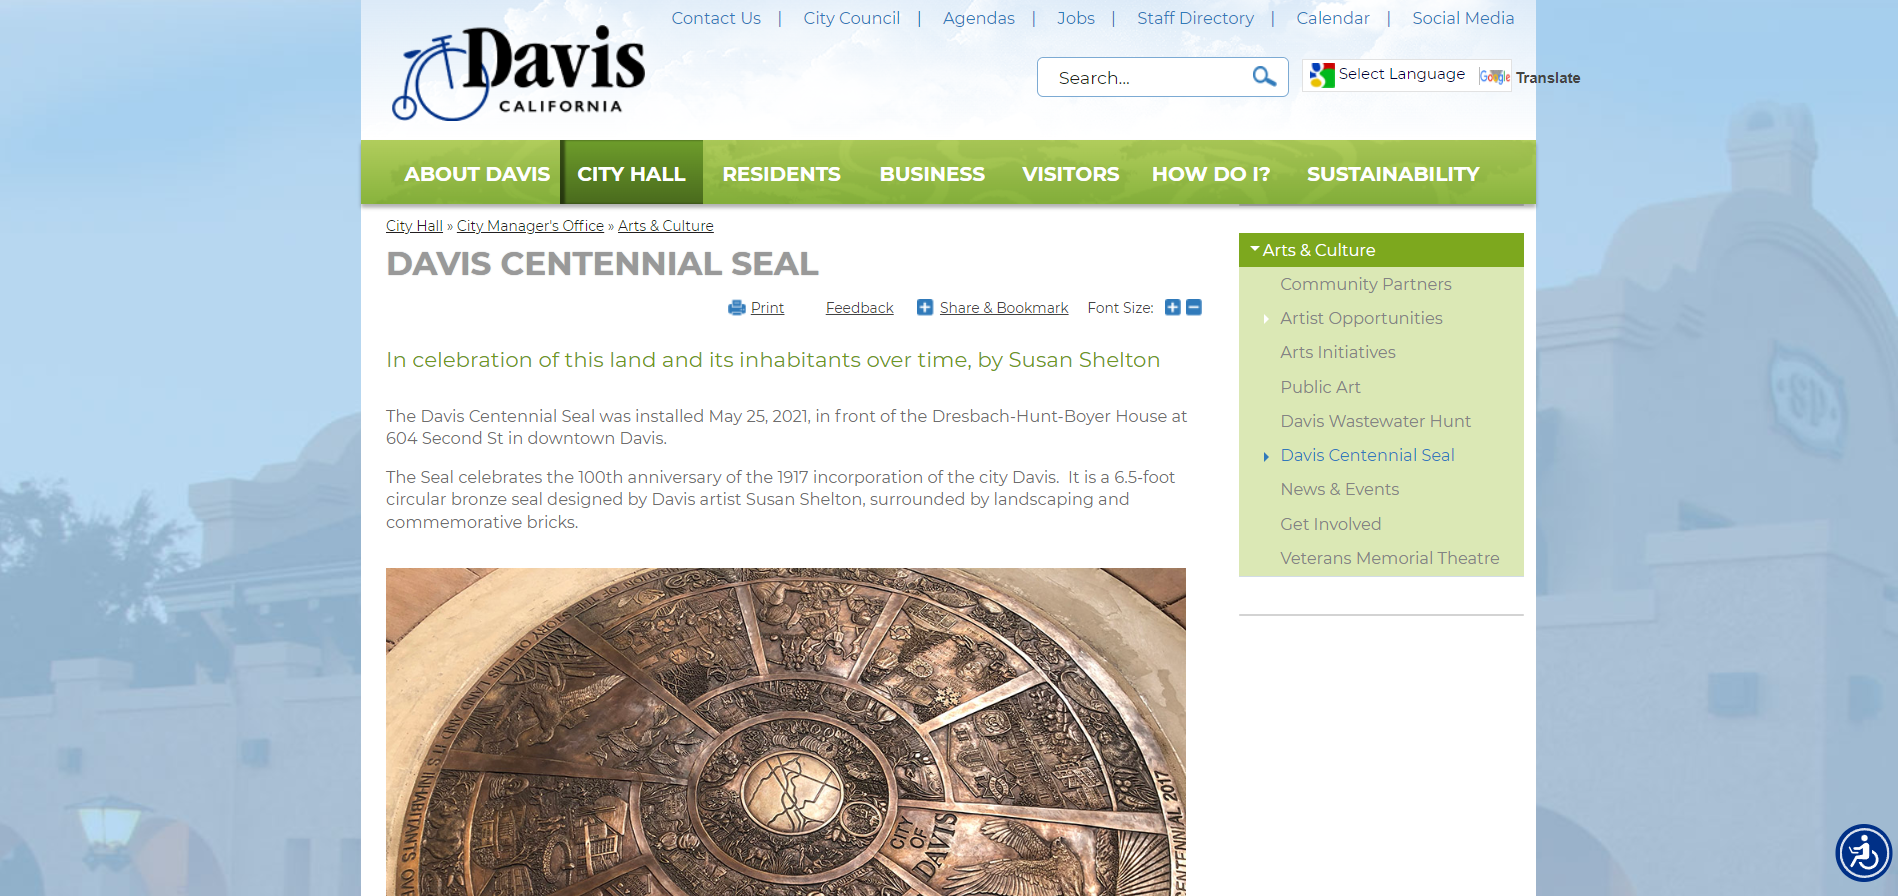 Contact Us | City Council | Agendas | Jobs | Staff Directory | Calendar | Social Media
Davis
CALIFORNIA
Search...
Select Language
Google Translate
ABOUT DAVIS CITY HALL RESIDENTS BUSINESS VISITORS HOW DO I? SUSTAINABILITY
City Hall » City Manager's Office » Arts & Culture
DAVIS CENTENNIAL SEAL
Print Feedback Share & Bookmark Font Size:
In celebration of this land and its inhabitants over time, by Susan Shelton
The Davis Centennial Seal was installed May 25, 2021, in front of the Dresbach-Hunt-Boyer House at
604 Second St in downtown Davis.
The Seal celebrates the 100th anniversary of the 1917 incorporation of the city Davis.  It is a 6.5-foot
circular bronze seal designed by Davis artist Susan Shelton, surrounded by landscaping and
commemorative bricks.
STORY OF THIS LAND AND ITS INHABITANTS
CITY
OF
DAVIS
CENTENNIAL 2017
Arts & Culture
Community Partners
Artist Opportunities
Arts Initiatives
Public Art
Davis Wastewater Hunt
Davis Centennial Seal
News & Events
Get Involved
Veterans Memorial Theatre
SP